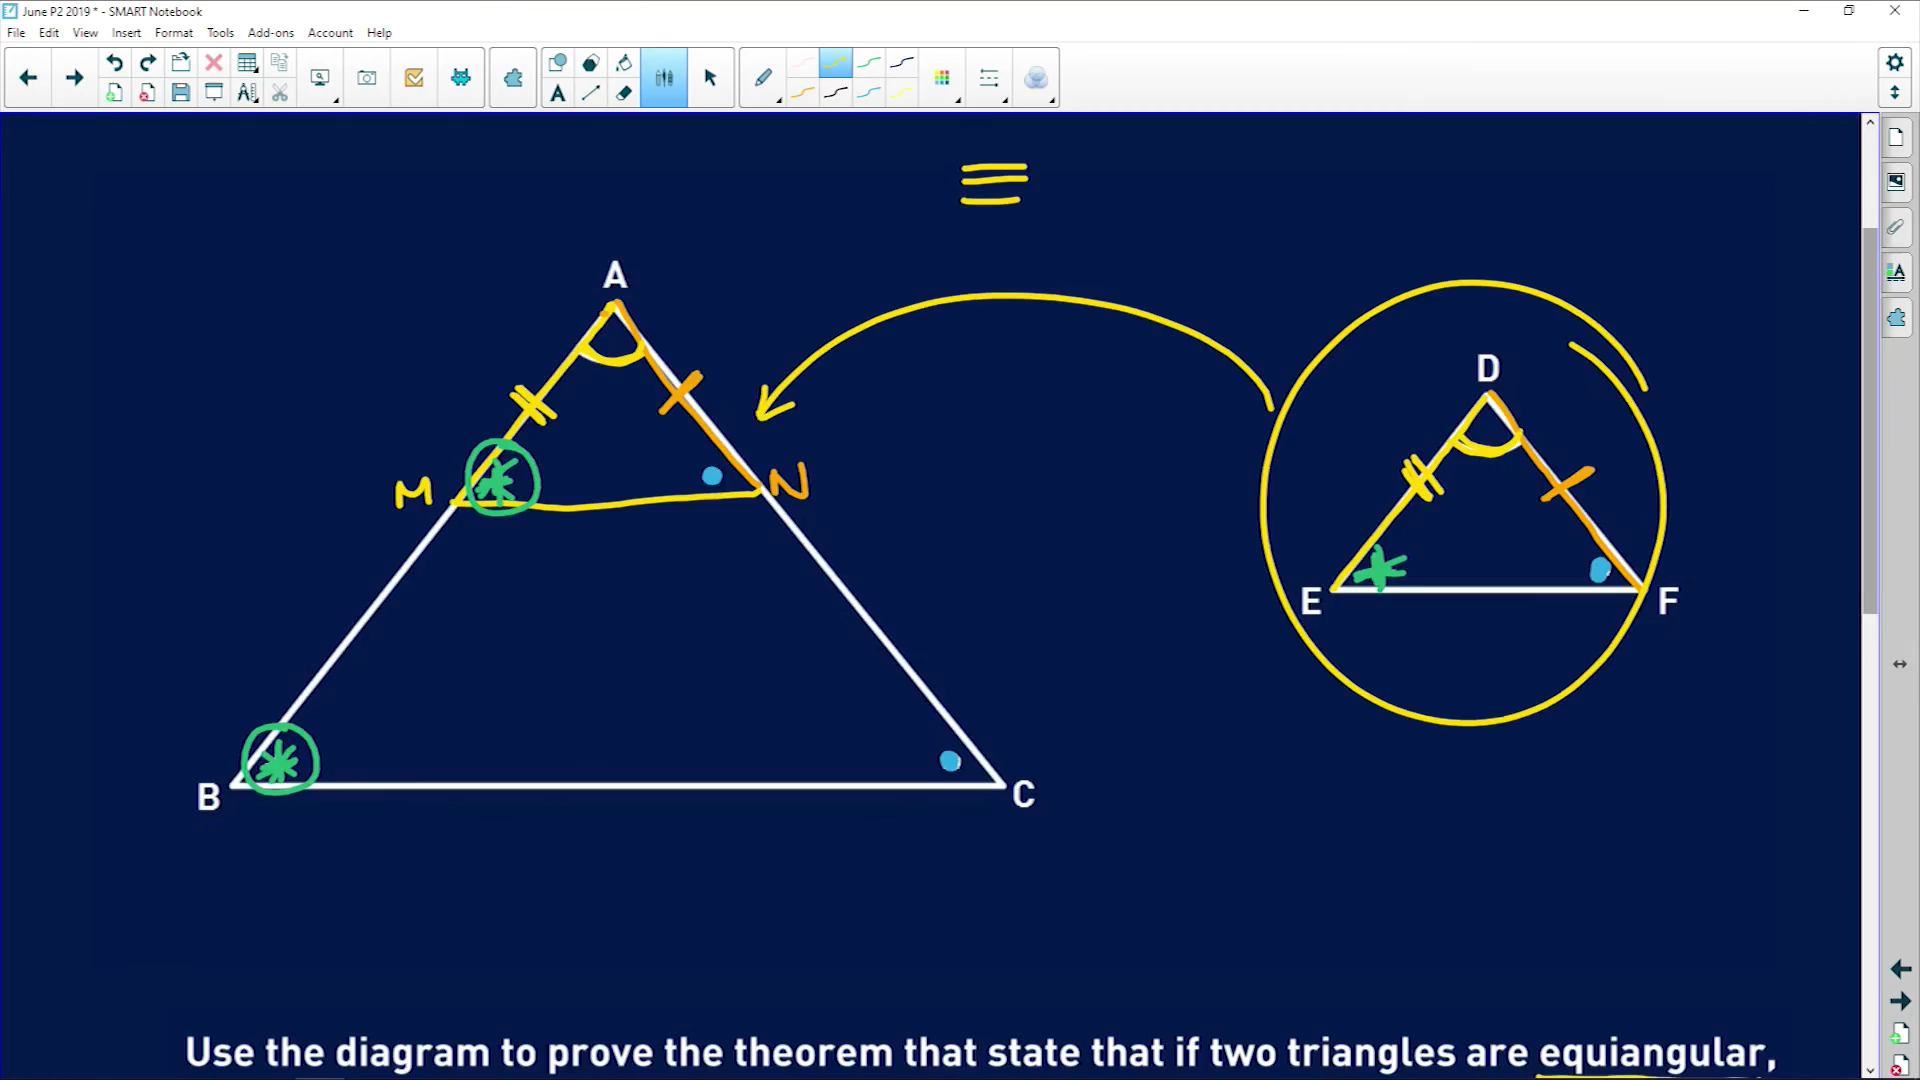 June P2 2019 * - SMART Notebook
File Edit View Insert Format Tools Add-ons Account Help
A
D
M
N
E
F
B
C
Use the diagram to prove the theorem that state that if two triangles are equiangular,